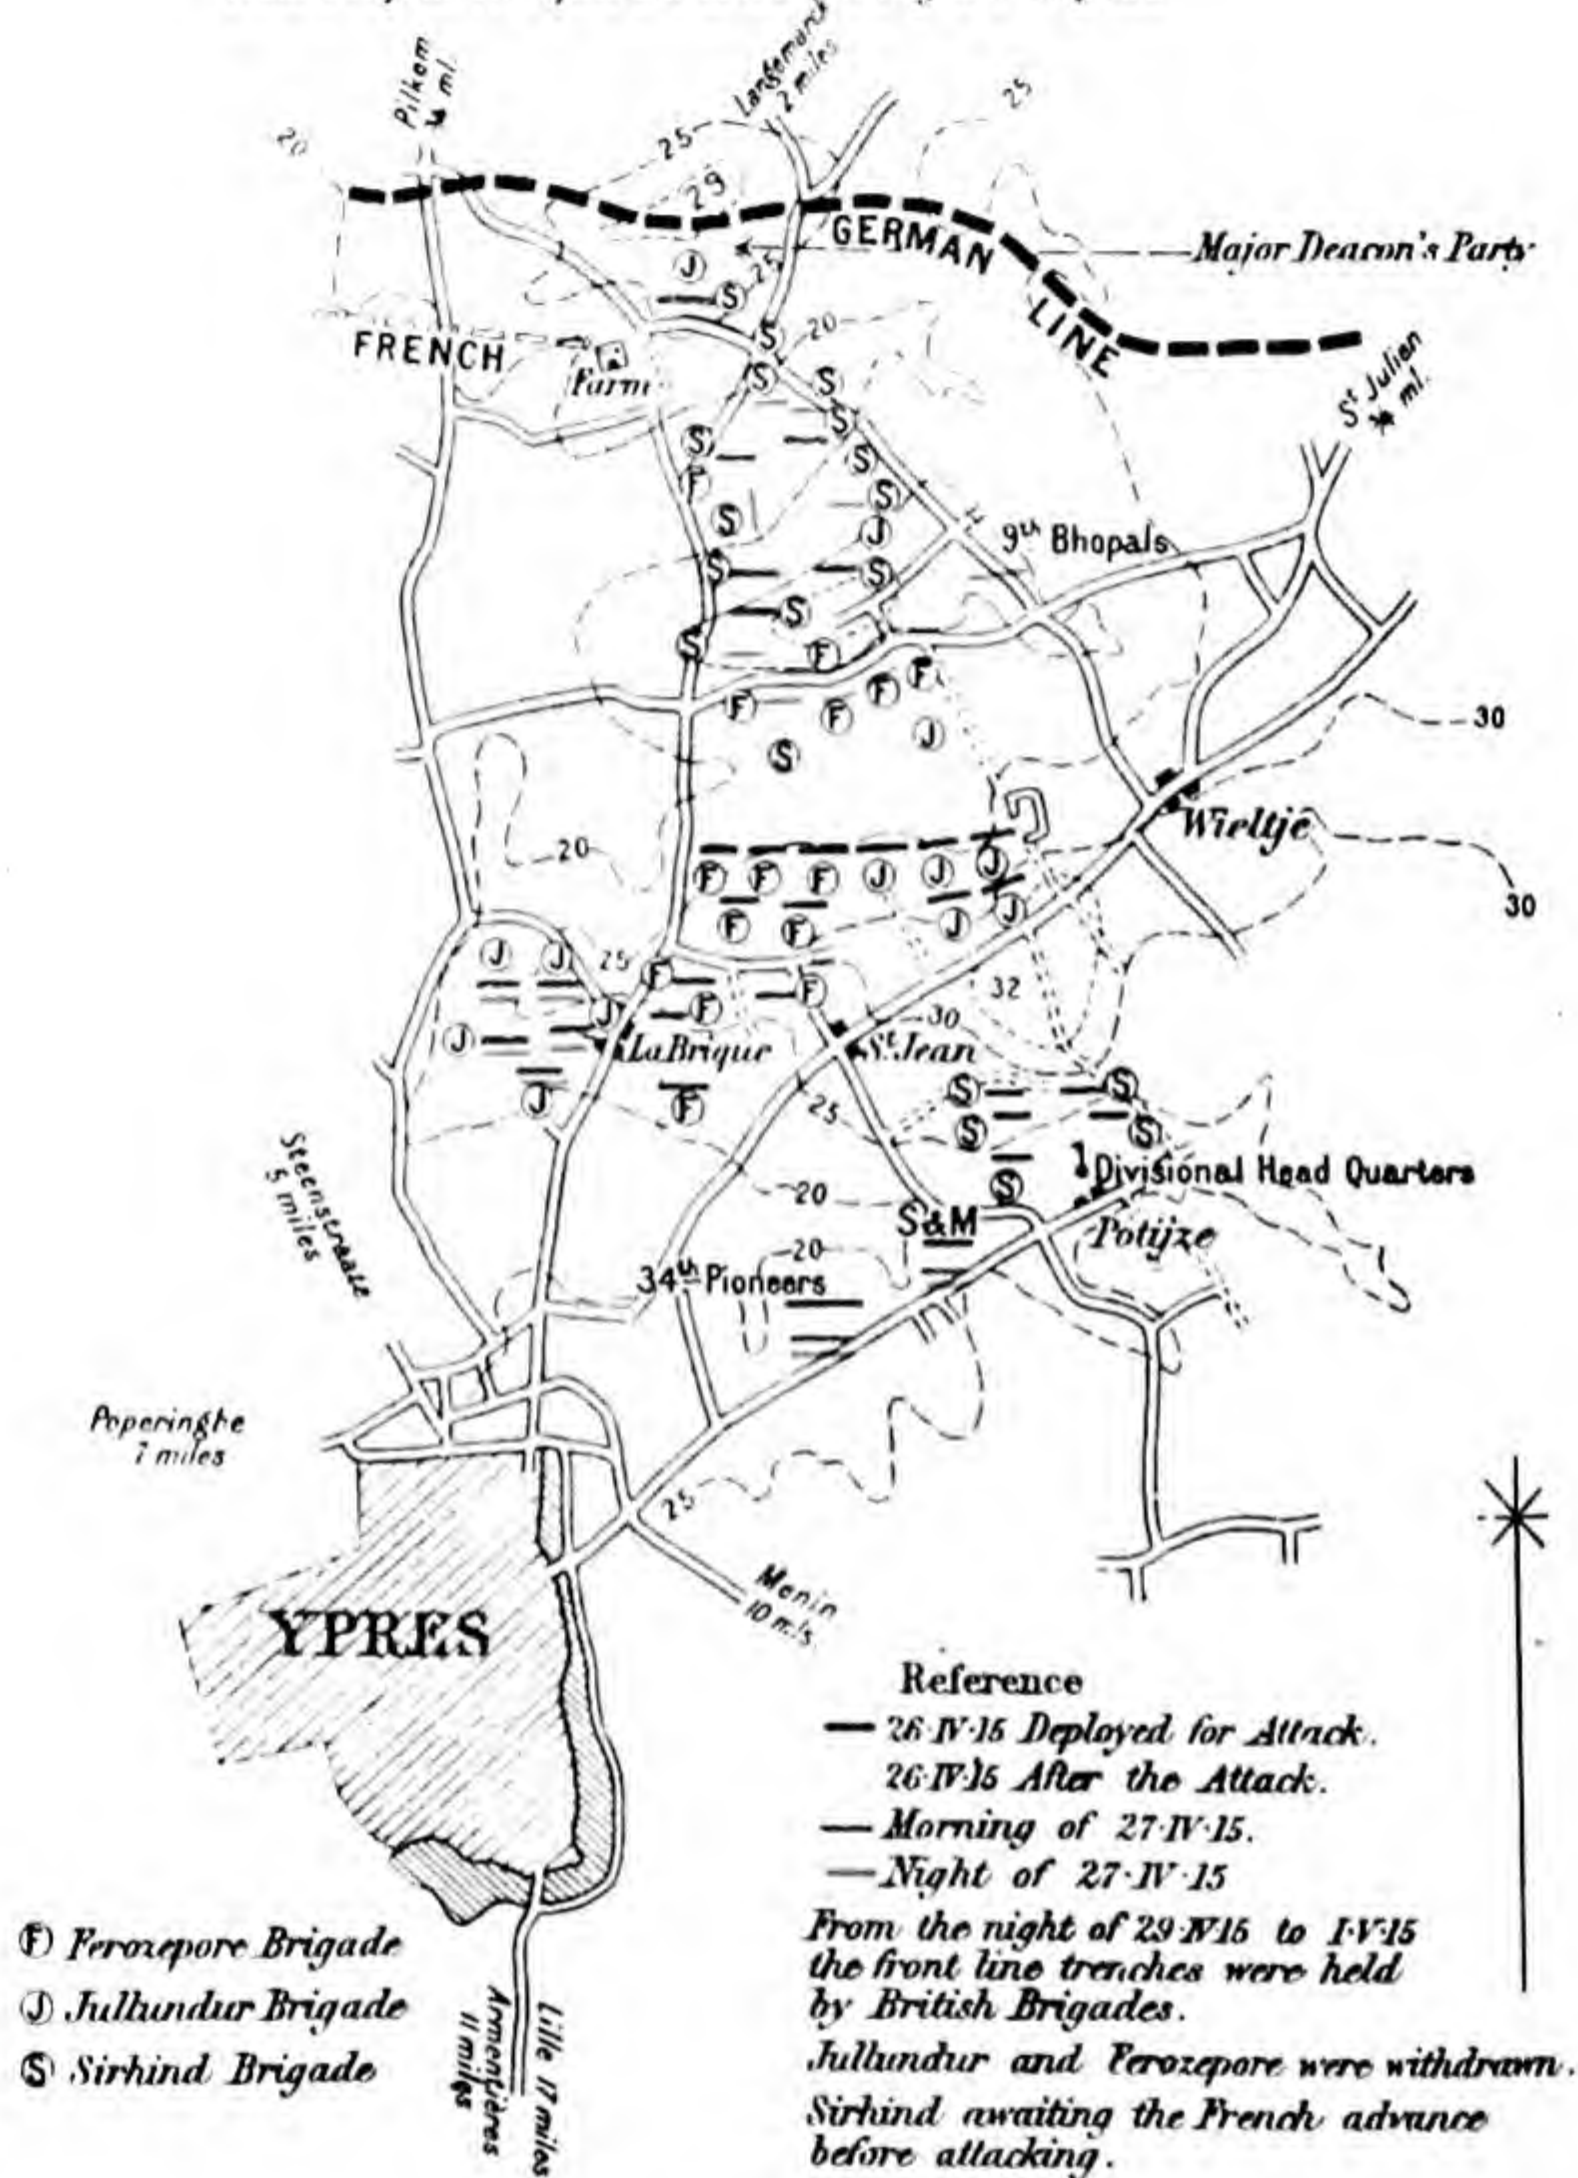 Pilkem
ml.
Langemarck
2 miles
20
25
25
29
25
GERMAN
LINE
Major Deacon's Party
J
S
S
FRENCH
Farm
20
St Julien
¾ ml.
S
S
S
S
S
F
S
S
J
9th Bhopals
S
S
S
S
F
F
F
F
F
J
S
30
Wieltje
20
30
F
F
F
J
J
J
F
F
J
J
J
J
25
F
F
F
32
30
J
J
La Brique
St Jean
J
F
25
S
S
S
S
S
Divisional Head Quarters
Steenstraate
5 miles
20
S&M
Potijze
20
34th Pioneers
Poperinghe
7 miles
25
Menin
10 mls.
YPRES
Reference
26·IV·15 Deployed for Attack.
26·IV·15 After the Attack.
Morning of 27·IV·15.
Night of 27·IV·15
From the night of 29·IV·15 to 1·V·15
the front line trenches were held
by British Brigades.
Jullundur and Ferozepore were withdrawn.
Sirhind awaiting the French advance
before attacking.
F Ferozepore Brigade
J Jullundur Brigade
S Sirhind Brigade
Armentières
11 miles
Lille 17 miles